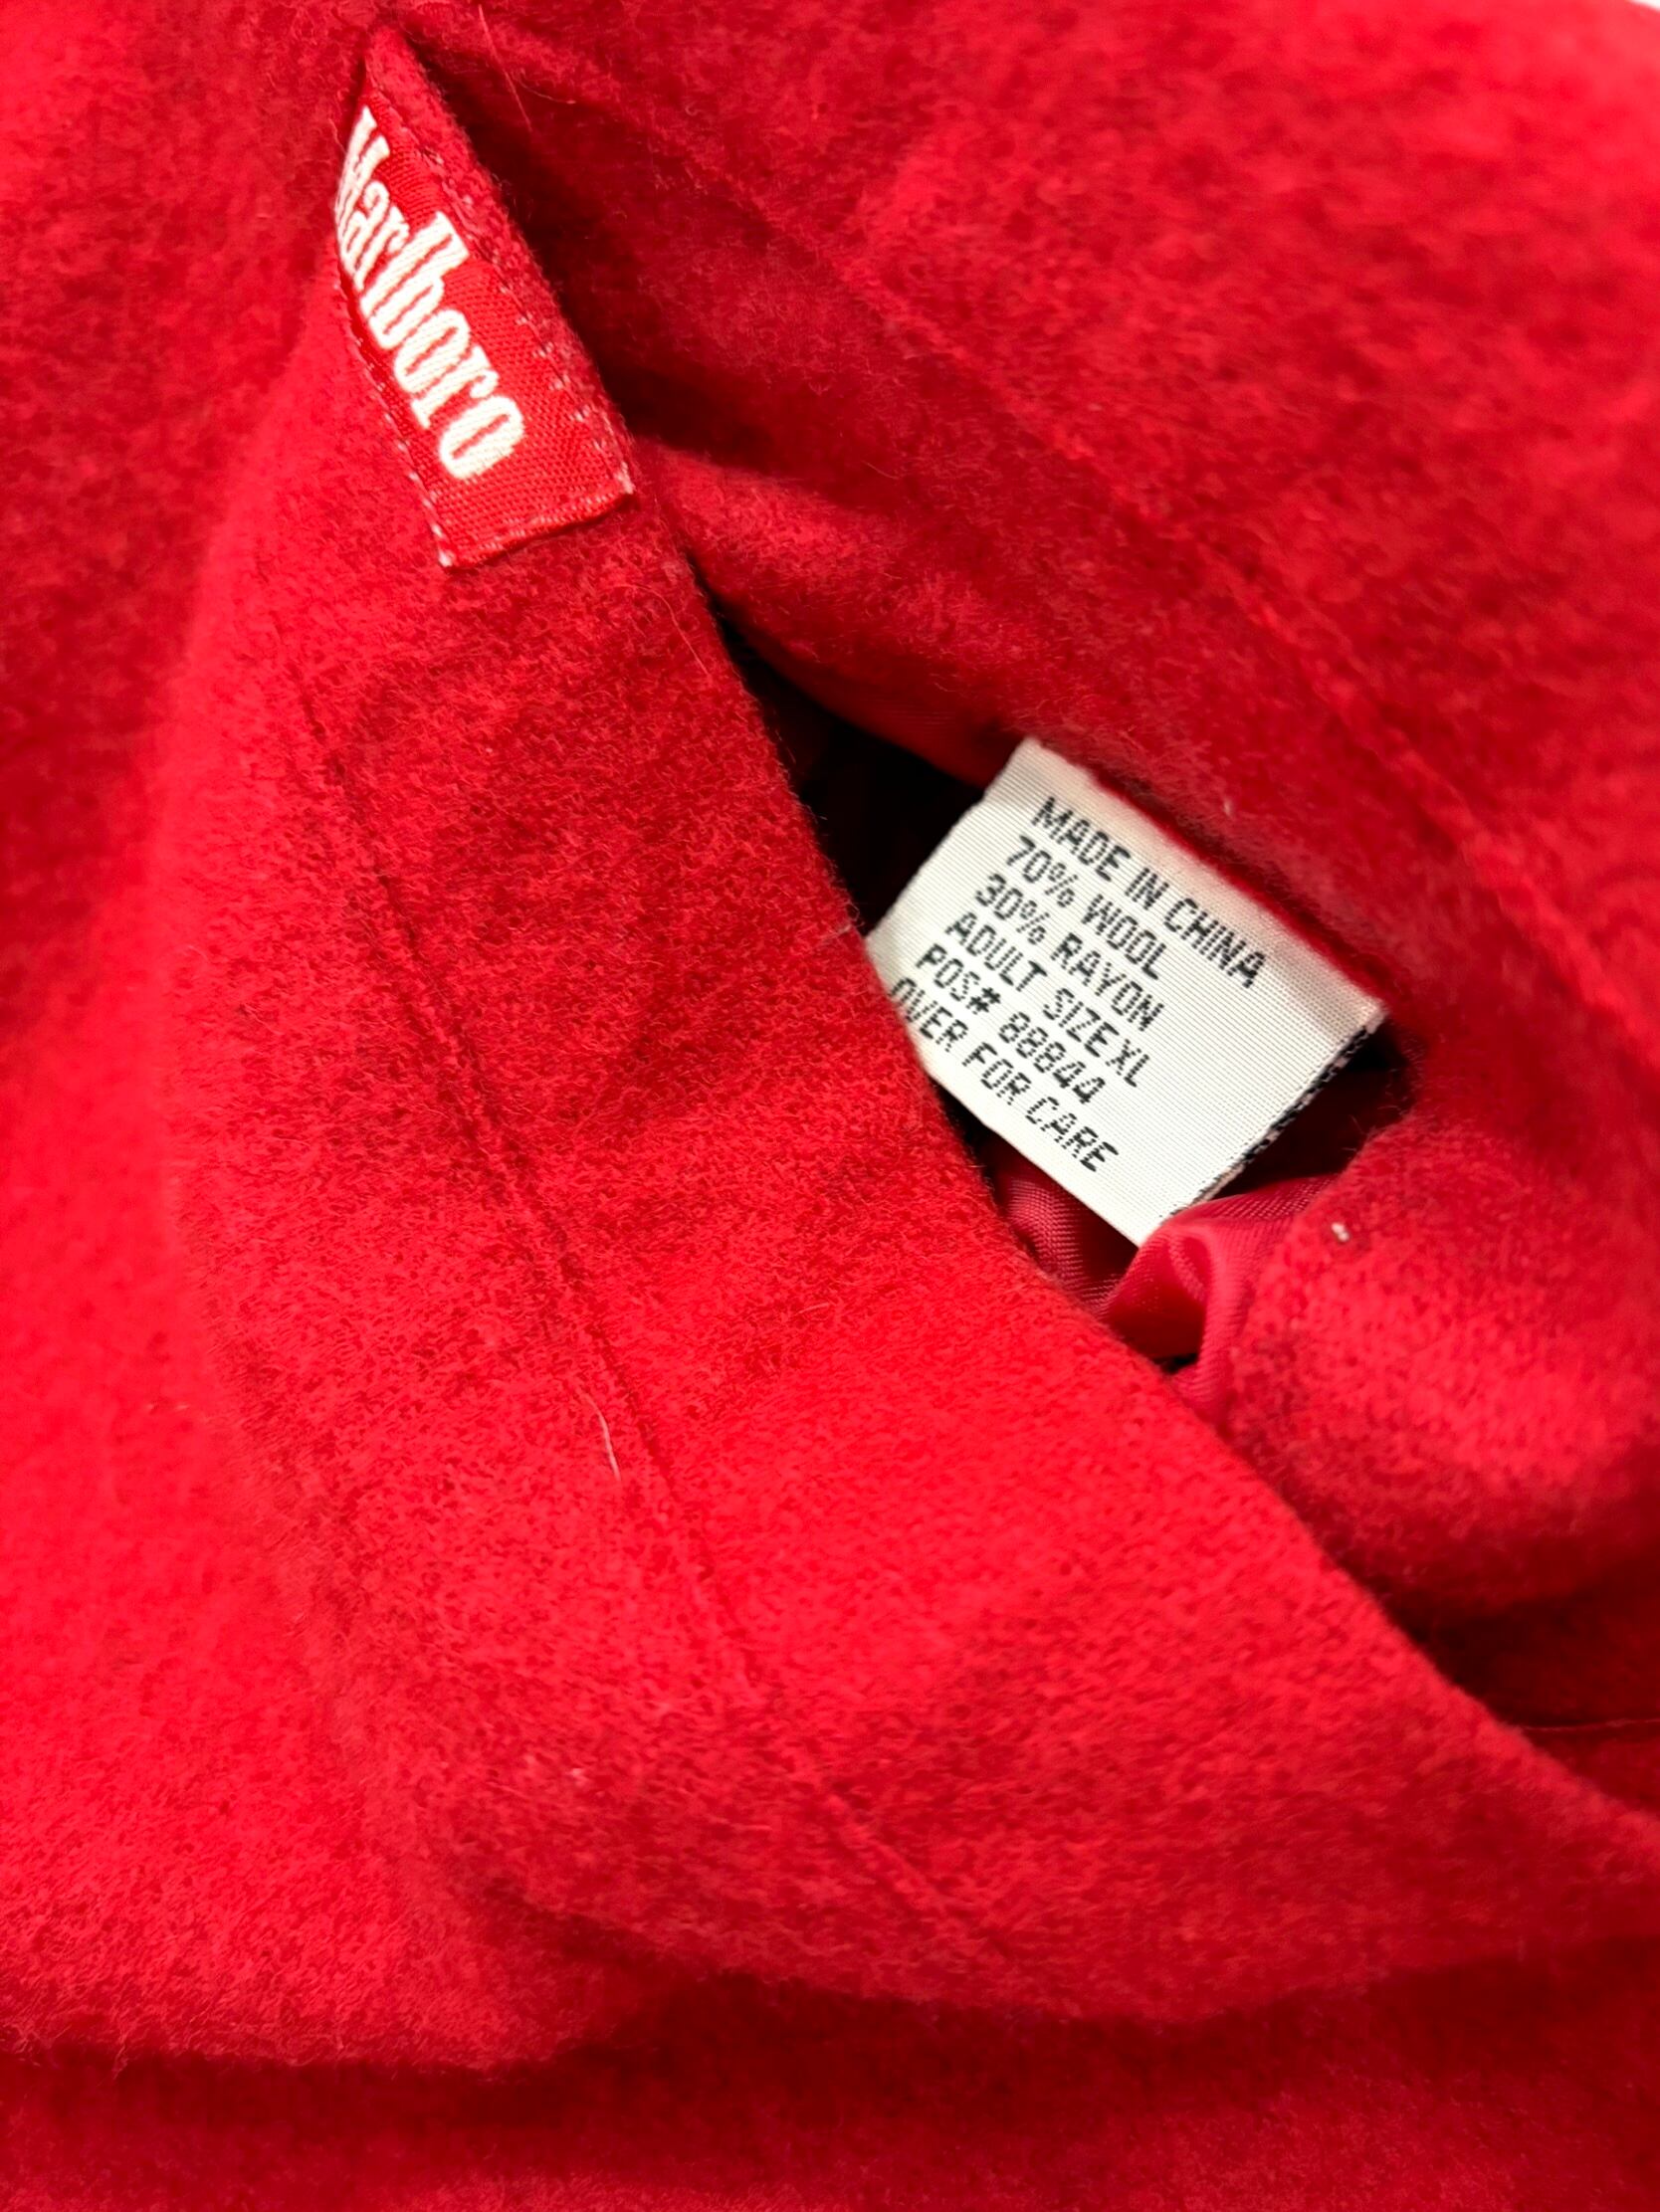 Marlboro
MADE IN CHINA
70% WOOL
30% RAYON
ADULT SIZE XL
POS# 88844
OVER FOR CARE